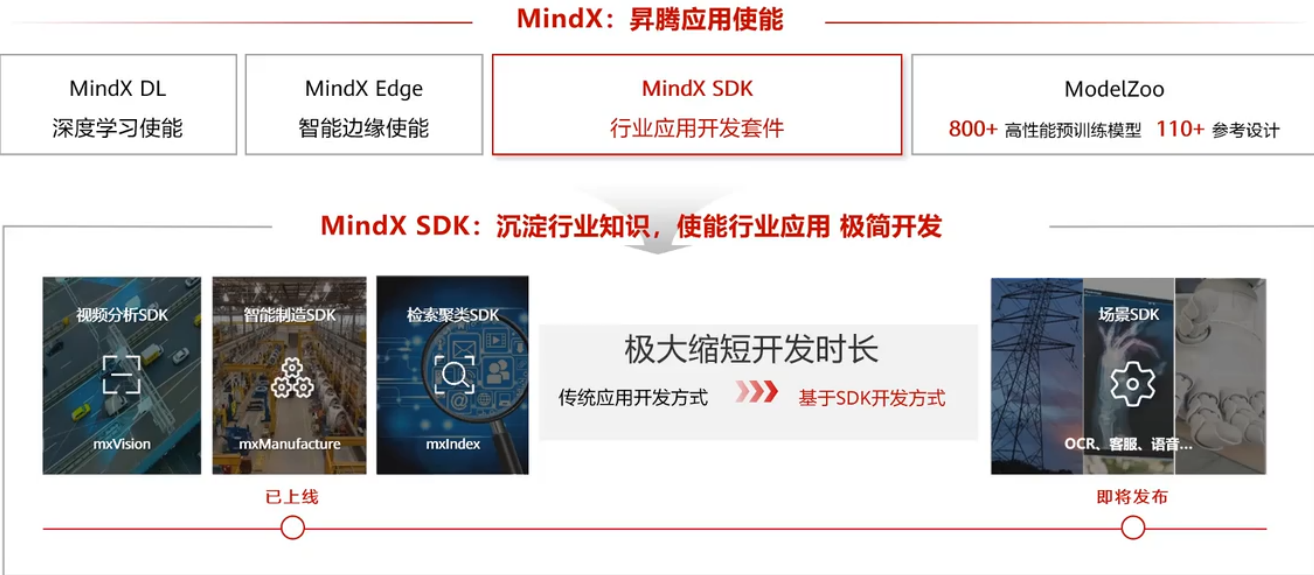 MindX：昇腾应用使能
MindX DL
深度学习使能
MindX Edge
智能边缘使能
MindX SDK
行业应用开发套件
ModelZoo
800+ 高性能预训练模型 110+ 参考设计
MindX SDK：沉淀行业知识，使能行业应用 极简开发
视频分析SDK
mxVision
智能制造SDK
mxManufacture
检索聚类SDK
mxIndex
极大缩短开发时长
传统应用开发方式
基于SDK开发方式
场景SDK
OCR、客服、语音...
已上线
即将发布